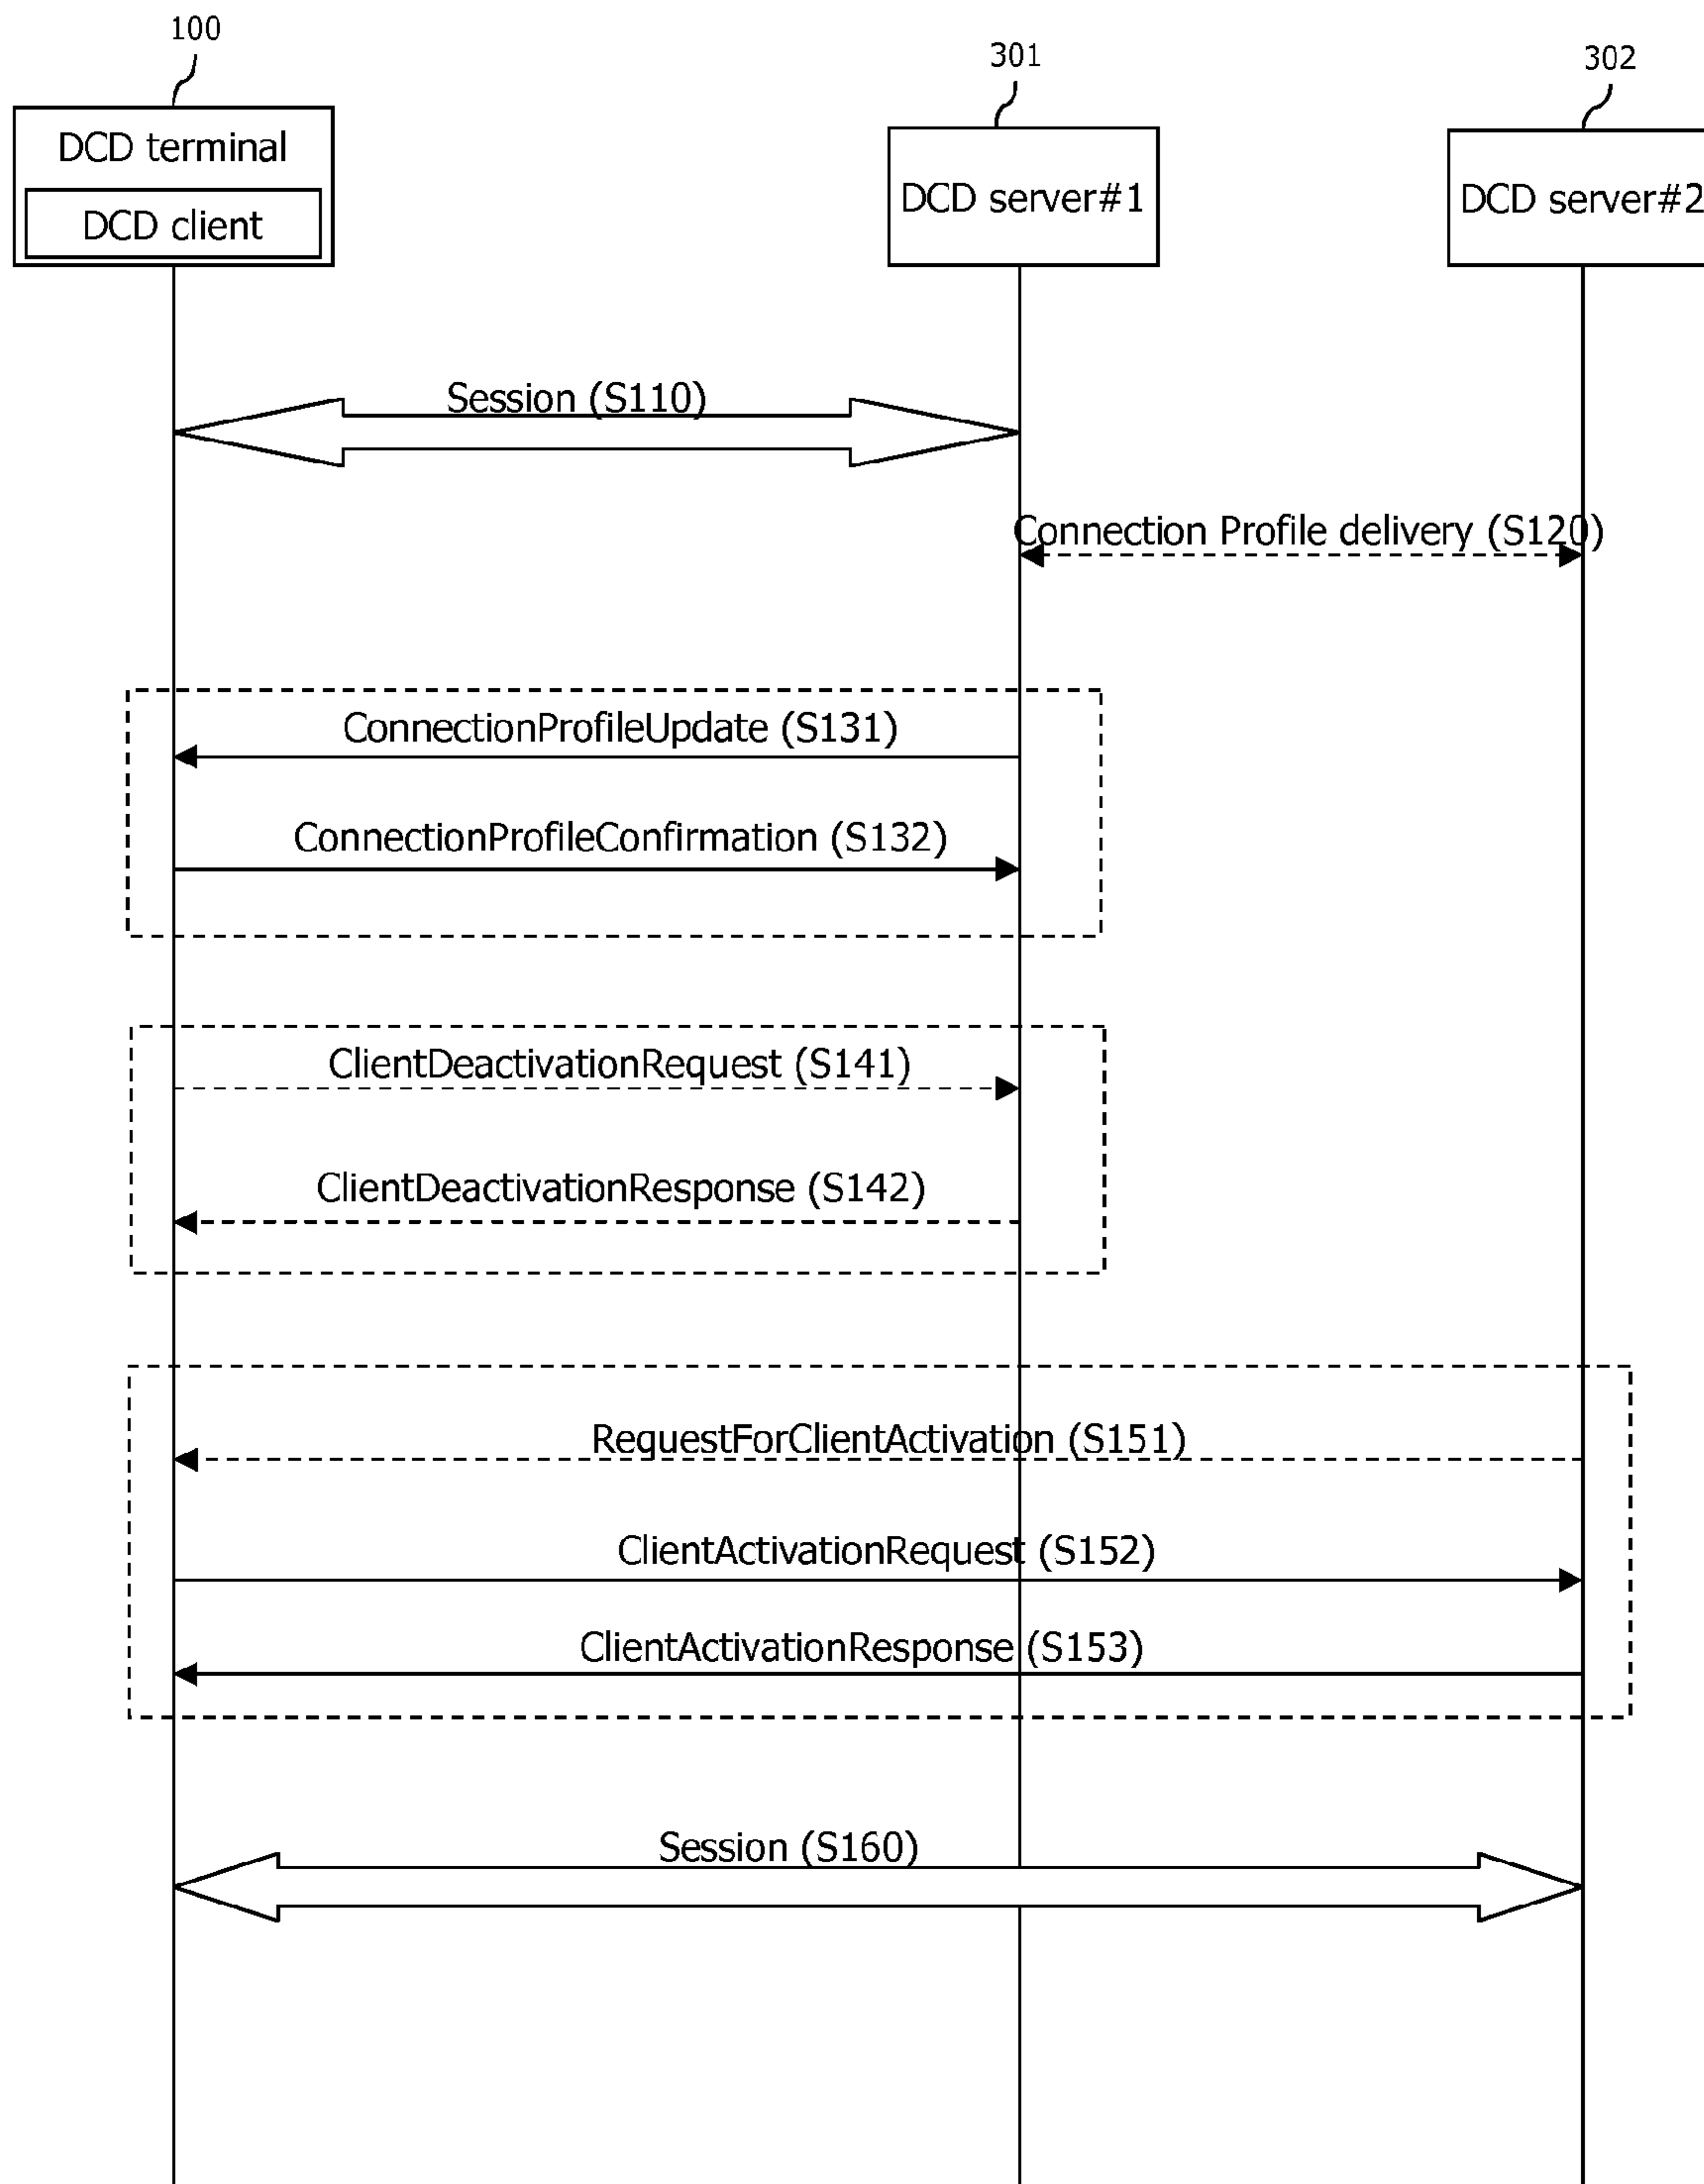 100
301
302
DCD terminal
DCD client
DCD server#1
DCD server#2
Session (S110)
Connection Profile delivery (S120)
ConnectionProfileUpdate (S131)
ConnectionProfileConfirmation (S132)
ClientDeactivationRequest (S141)
ClientDeactivationResponse (S142)
RequestForClientActivation (S151)
ClientActivationRequest (S152)
ClientActivationResponse (S153)
Session (S160)